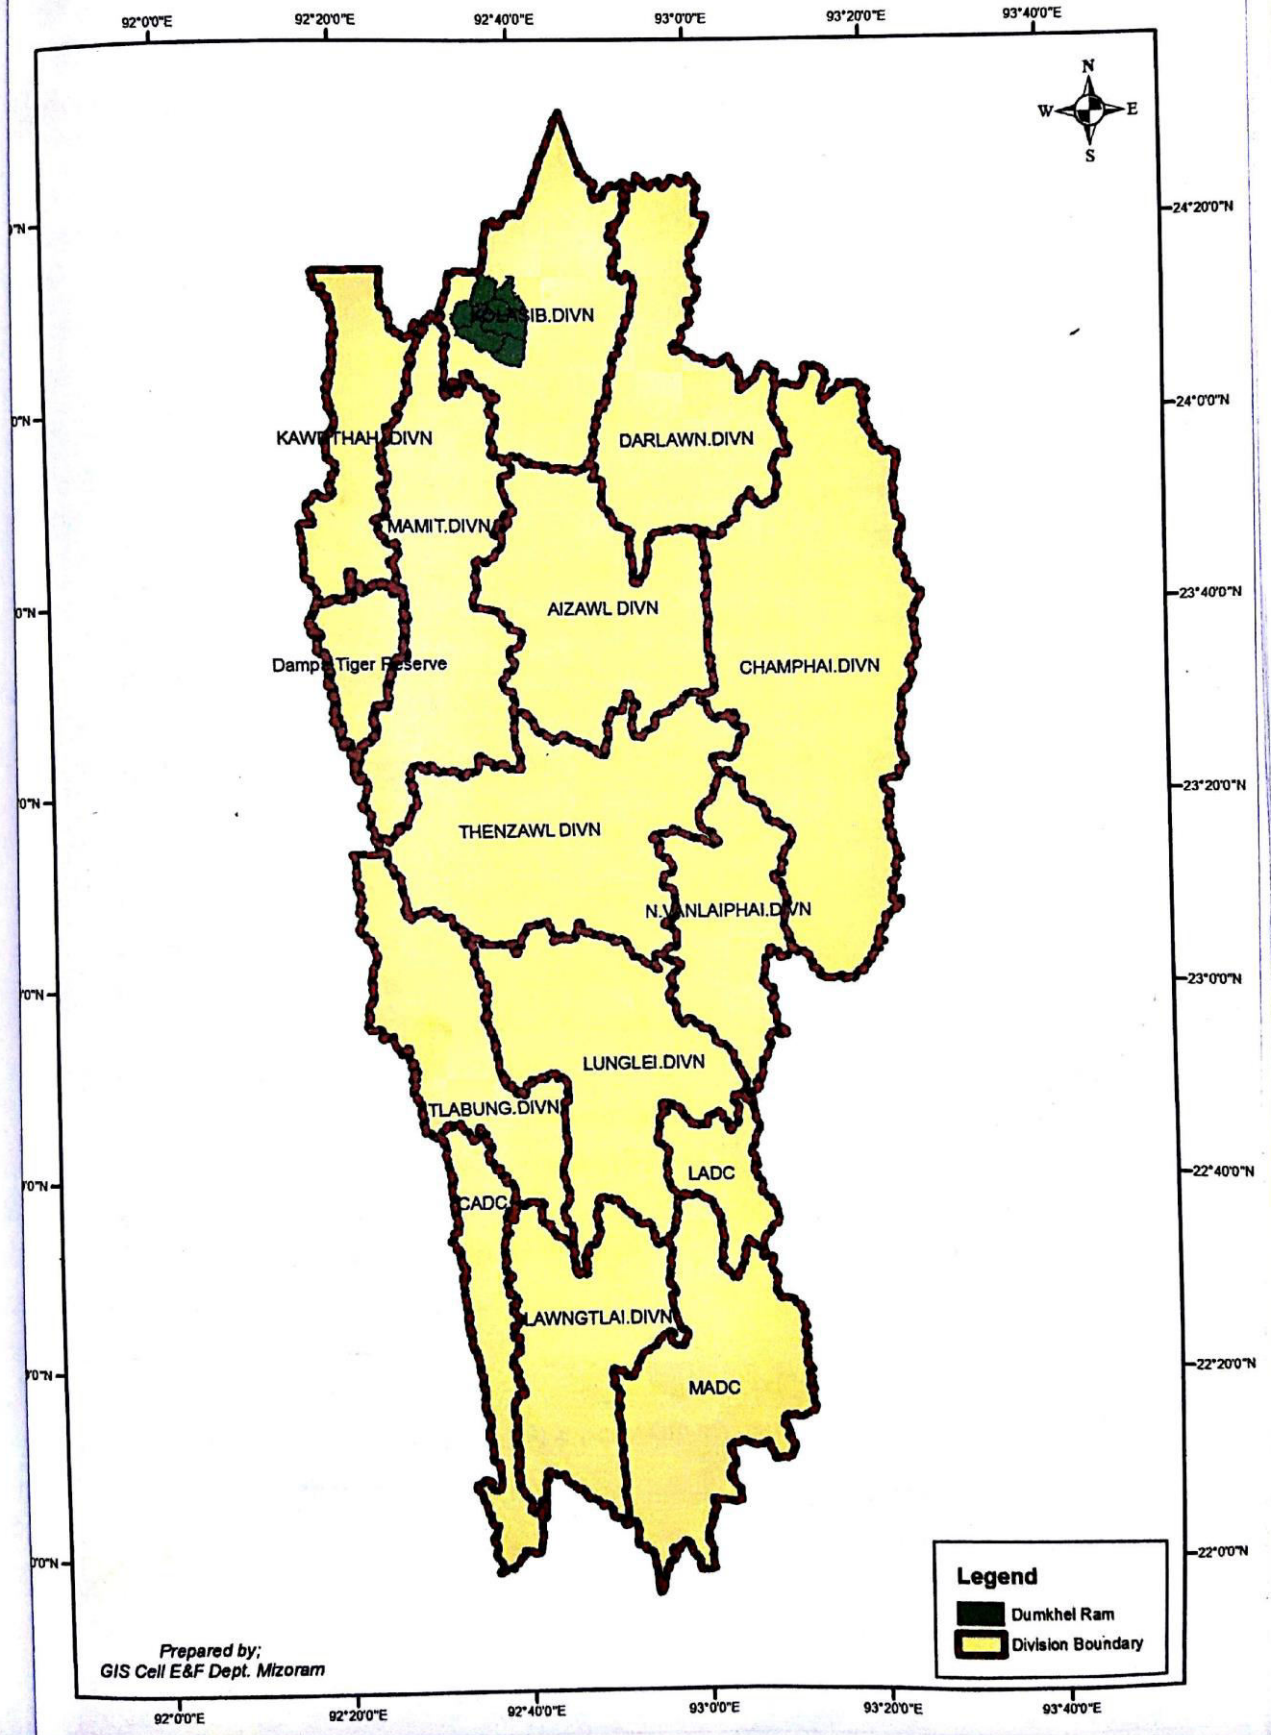 92°0'0"E 92°20'0"E 92°40'0"E 93°0'0"E 93°20'0"E 93°40'0"E
N
W E
S
24°20'0"N
KOLASIB.DIVN
24°0'0"N
DARLAWN.DIVN
MAMIT.DIVN
23°40'0"N
AIZAWL DIVN
Dampa Tiger Reserve
CHAMPHAI.DIVN
23°20'0"N
THENZAWL DIVN
N.VANLAIPHAI.DIVN
23°0'0"N
LUNGLEI.DIVN
TLABUNG.DIVN
LADC
22°40'0"N
CADC
LAWNGTLAI.DIVN
22°20'0"N
MADC
22°0'0"N
Legend
Dumkhel Ram
Division Boundary
Prepared by;
GIS Cell E&F Dept. Mizoram
92°0'0"E 92°20'0"E 92°40'0"E 93°0'0"E 93°20'0"E 93°40'0"E